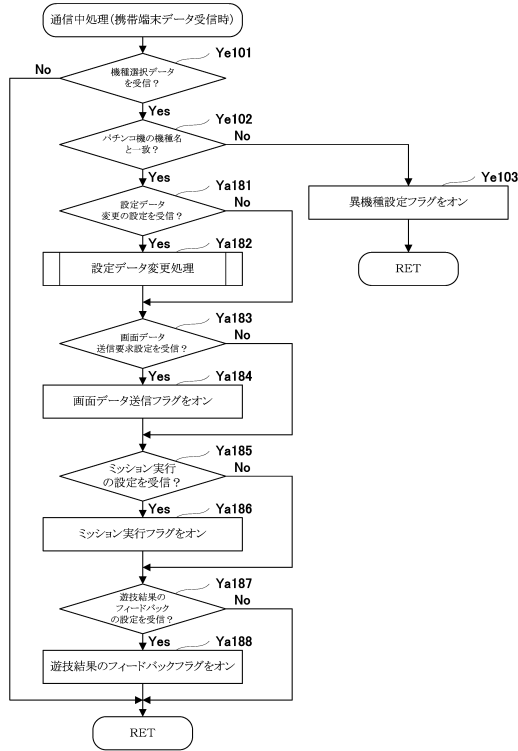 通信中処理(携帯端末データ受信時)
Ye101
No
機種選択データ
を受信?
Yes
Ye102
No
パチンコ機の機種名
と一致?
Yes
Ye103
異機種設定フラグをオン
RET
Ya181
No
設定データ
変更の設定を受信?
Yes
Ya182
設定データ変更処理
Ya183
No
画面データ
送信要求設定を受信?
Yes
Ya184
画面データ送信フラグをオン
Ya185
No
ミッション実行
の設定を受信?
Yes
Ya186
ミッション実行フラグをオン
Ya187
No
遊技結果の
フィードバック
の設定を受信?
Yes
Ya188
遊技結果のフィードバックフラグをオン
RET